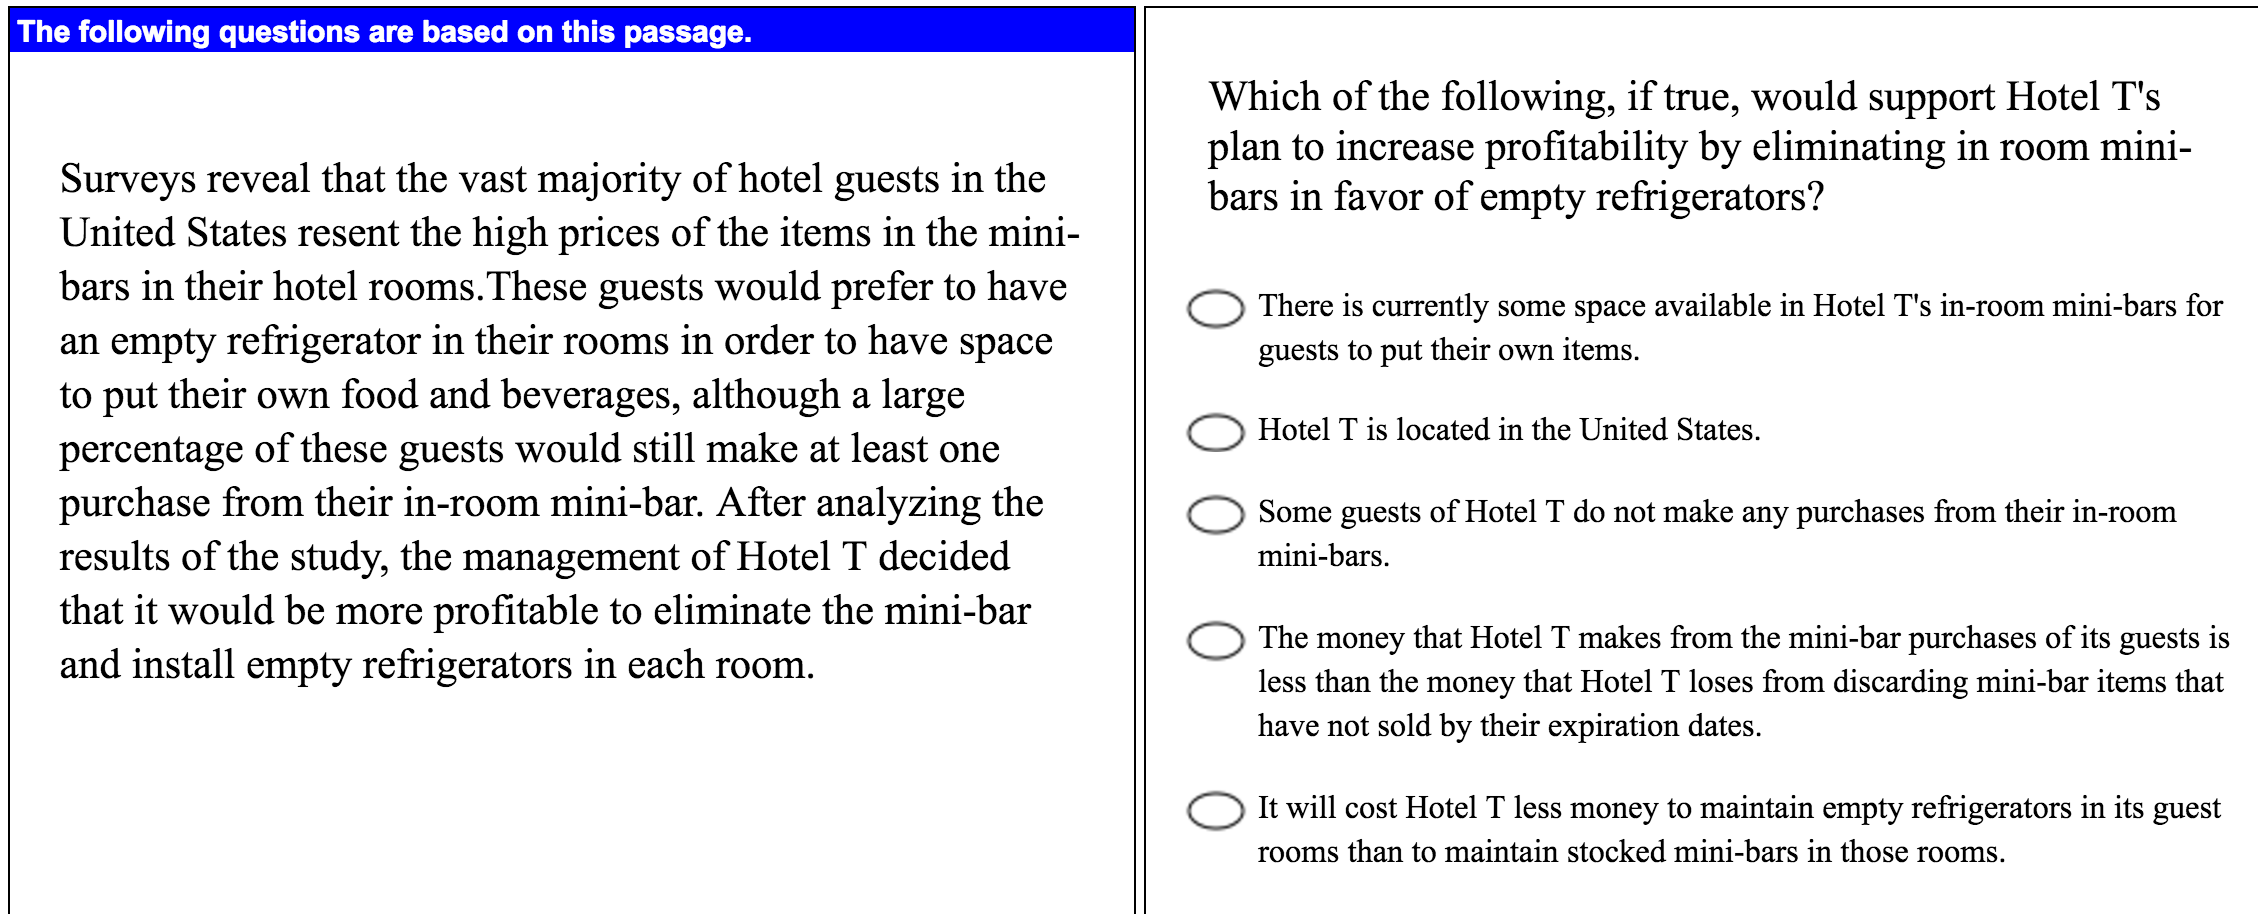 The following questions are based on this passage.
Surveys reveal that the vast majority of hotel guests in the
United States resent the high prices of the items in the mini-
bars in their hotel rooms.These guests would prefer to have
an empty refrigerator in their rooms in order to have space
to put their own food and beverages, although a large
percentage of these guests would still make at least one
purchase from their in-room mini-bar. After analyzing the
results of the study, the management of Hotel T decided
that it would be more profitable to eliminate the mini-bar
and install empty refrigerators in each room.
Which of the following, if true, would support Hotel T's
plan to increase profitability by eliminating in room mini-
bars in favor of empty refrigerators?
There is currently some space available in Hotel T's in-room mini-bars for
guests to put their own items.
Hotel T is located in the United States.
Some guests of Hotel T do not make any purchases from their in-room
mini-bars.
The money that Hotel T makes from the mini-bar purchases of its guests is
less than the money that Hotel T loses from discarding mini-bar items that
have not sold by their expiration dates.
It will cost Hotel T less money to maintain empty refrigerators in its guest
rooms than to maintain stocked mini-bars in those rooms.